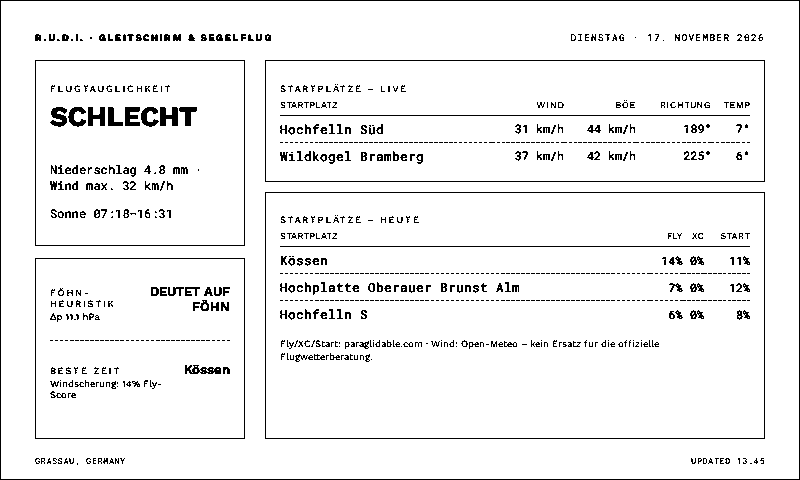 R.U.D.I. · GLEITSCHIRM & SEGELFLUG
DIENSTAG · 17. NOVEMBER 2026
FLUGTAUGLICHKEIT
SCHLECHT
Niederschlag 4.8 mm ·
Wind max. 32 km/h
Sonne 07:18–16:31
FÖHN-
HEURISTIK
Δp 11.1 hPa
DEUTET AUF
FÖHN
BESTE ZEIT
Windscherung: 14% Fly-
Score
Kössen
STARTPLÄTZE – LIVE
STARTPLATZ WIND BÖE RICHTUNG TEMP
Hochfelln Süd 31 km/h 44 km/h 189° 7°
Wildkogel Bramberg 37 km/h 42 km/h 225° 6°
STARTPLÄTZE – HEUTE
STARTPLATZ FLY XC START
Kössen 14% 0% 11%
Hochplatte Oberauer Brunst Alm 7% 0% 12%
Hochfelln S 6% 0% 8%
Fly/XC/Start: paraglidable.com · Wind: Open-Meteo – kein Ersatz für die offizielle
Flugwetterberatung.
GRASSAU, GERMANY
UPDATED 13.45